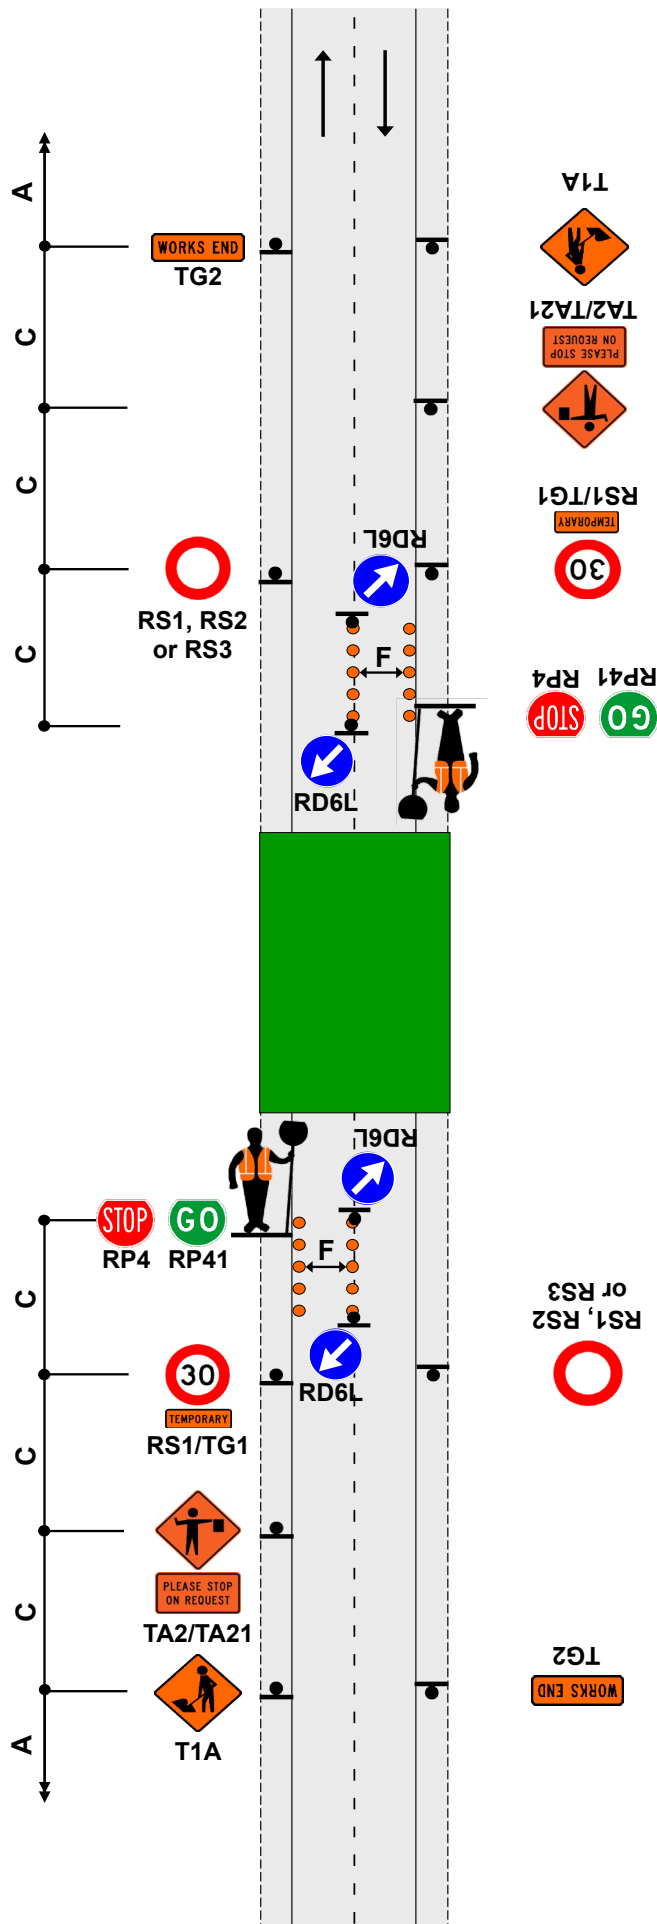 A
T1A
WORKS END
TG2
TA2/TA21
PLEASE STOP
ON REQUEST
C
C
RS1/TG1
TEMPORARY
30
RD6L
RS1, RS2
or RS3
C
F
RP4 RP41
STOP GO
RD6L
RD6L
STOP GO
RP4 RP41
F
C
RS1, RS2
or RS3
30
TEMPORARY
RS1/TG1
RD6L
C
PLEASE STOP
ON REQUEST
TA2/TA21
C
TG2
WORKS END
T1A
A